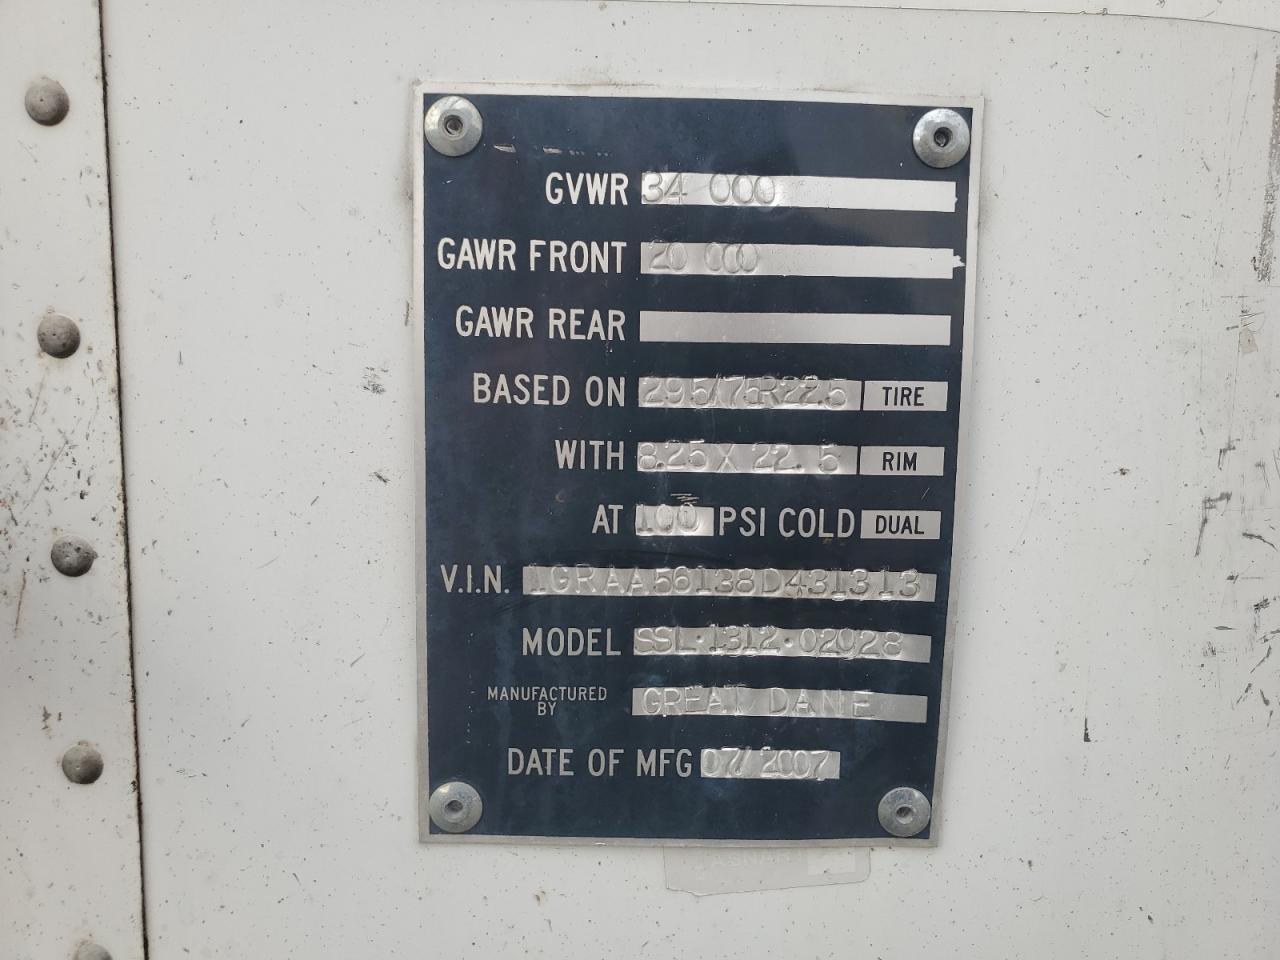 GVWR 34 000
GAWR FRONT 20 000
GAWR REAR
BASED ON 295/75R22.5 TIRE
WITH 8.25 X 22.5 RIM
AT 100 PSI COLD DUAL
V.I.N. 1GRAA56138D431313
MODEL SSL·1312·02028
MANUFACTURED
BY GREAT DANE
DATE OF MFG 07/2007